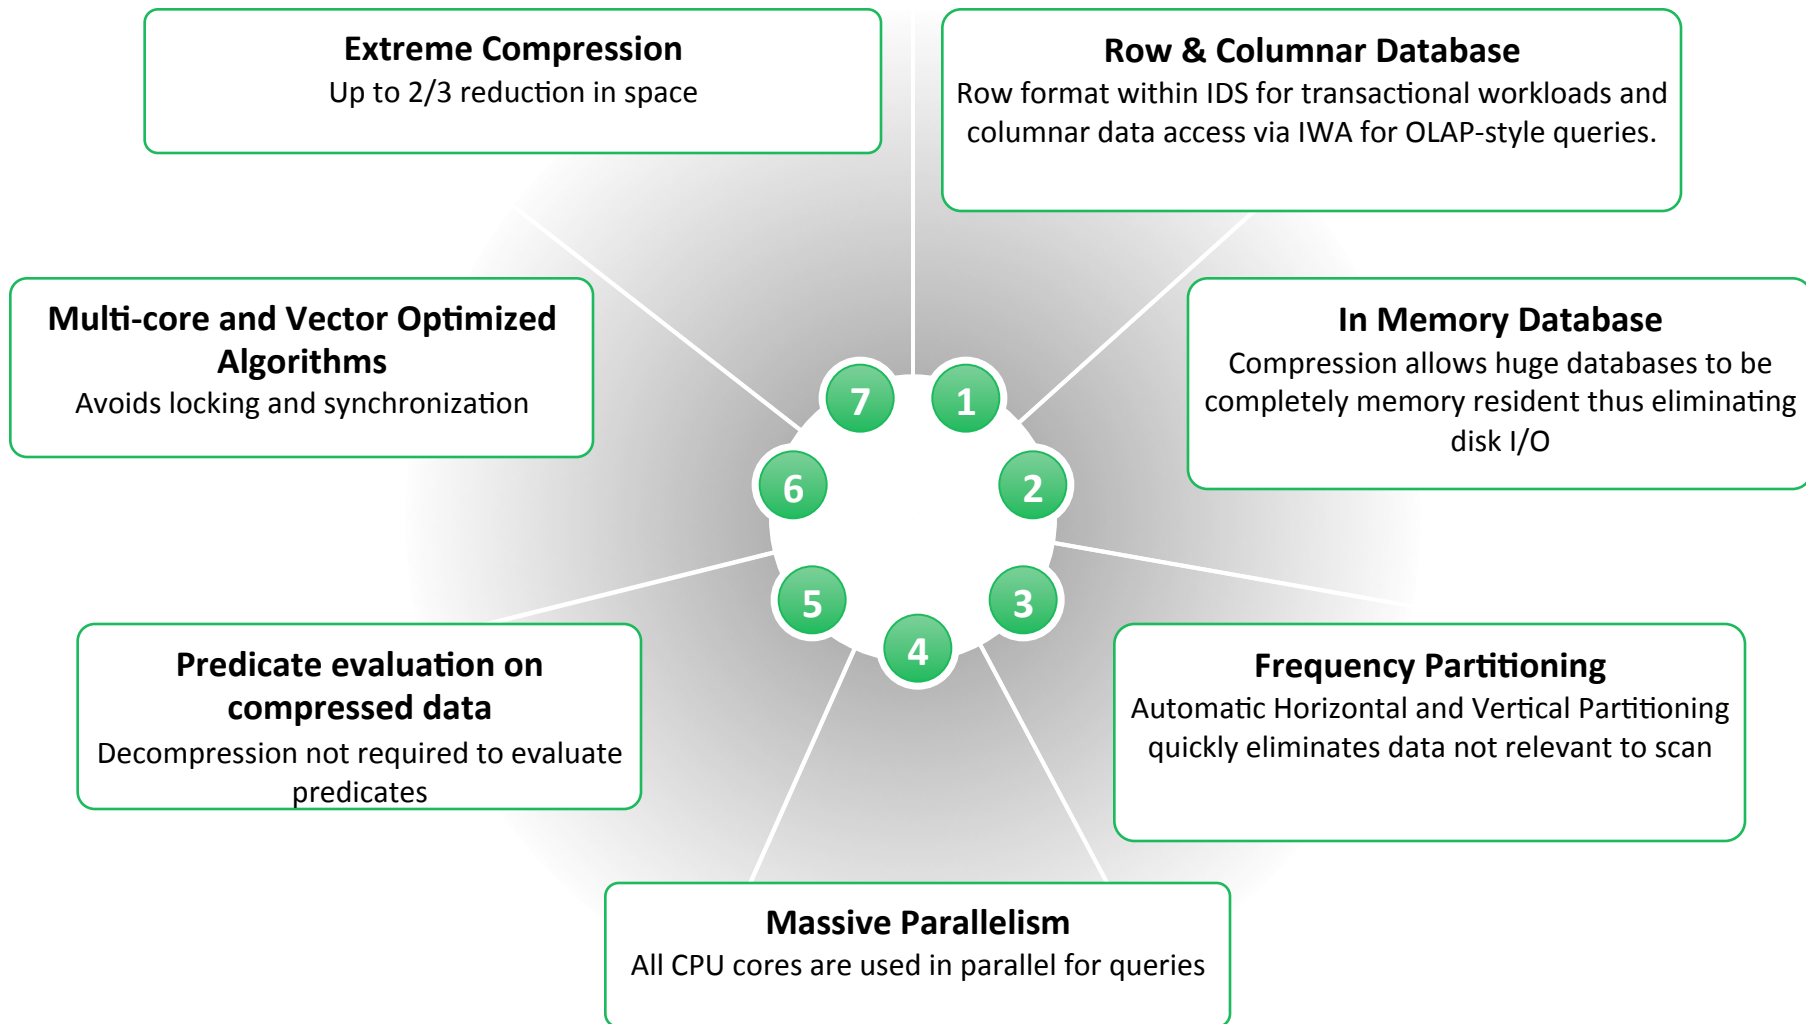 Extreme Compression
Up to 2/3 reduction in space
Row & Columnar Database
Row format within IDS for transactional workloads and
columnar data access via IWA for OLAP-style queries.
Multi-core and Vector Optimized
Algorithms
Avoids locking and synchronization
In Memory Database
Compression allows huge databases to be
completely memory resident thus eliminating
disk I/O
7
1
6
2
5
3
4
Predicate evaluation on
compressed data
Decompression not required to evaluate
predicates
Frequency Partitioning
Automatic Horizontal and Vertical Partitioning
quickly eliminates data not relevant to scan
Massive Parallelism
All CPU cores are used in parallel for queries